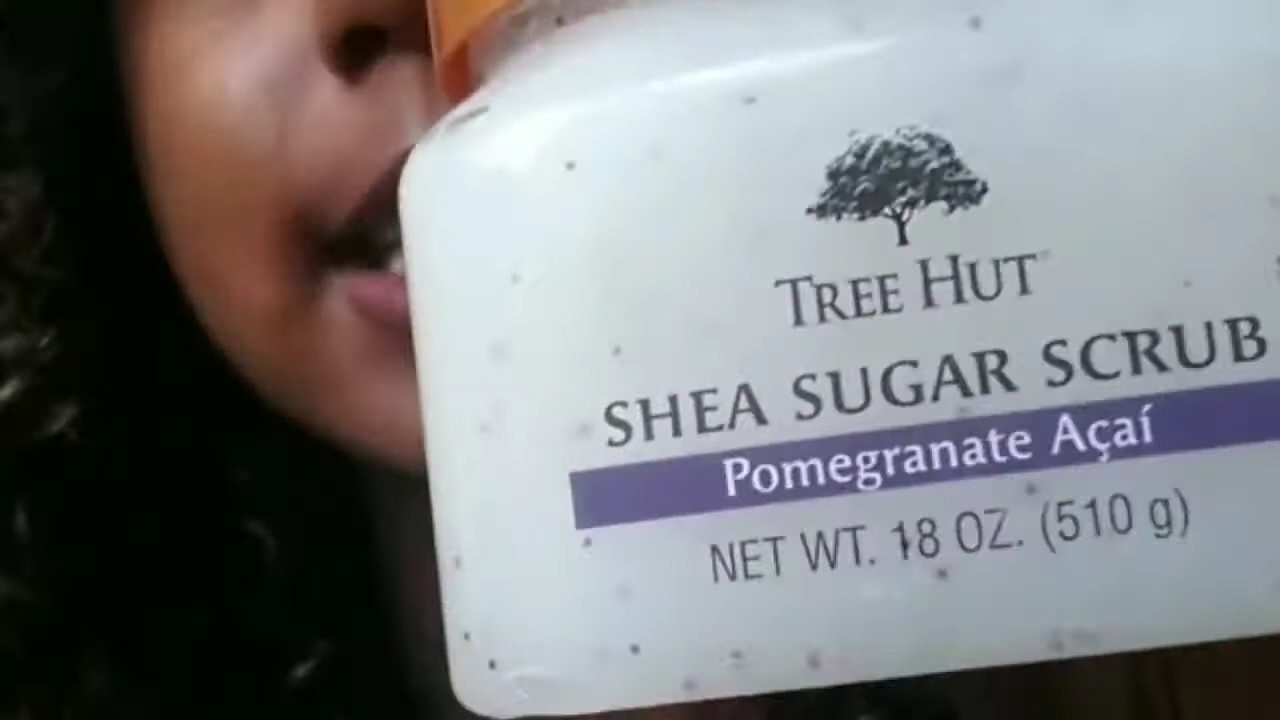 TREE HUT
SHEA SUGAR SCRUB
Pomegranate Açaí
NET WT. 18 OZ. (510 g)